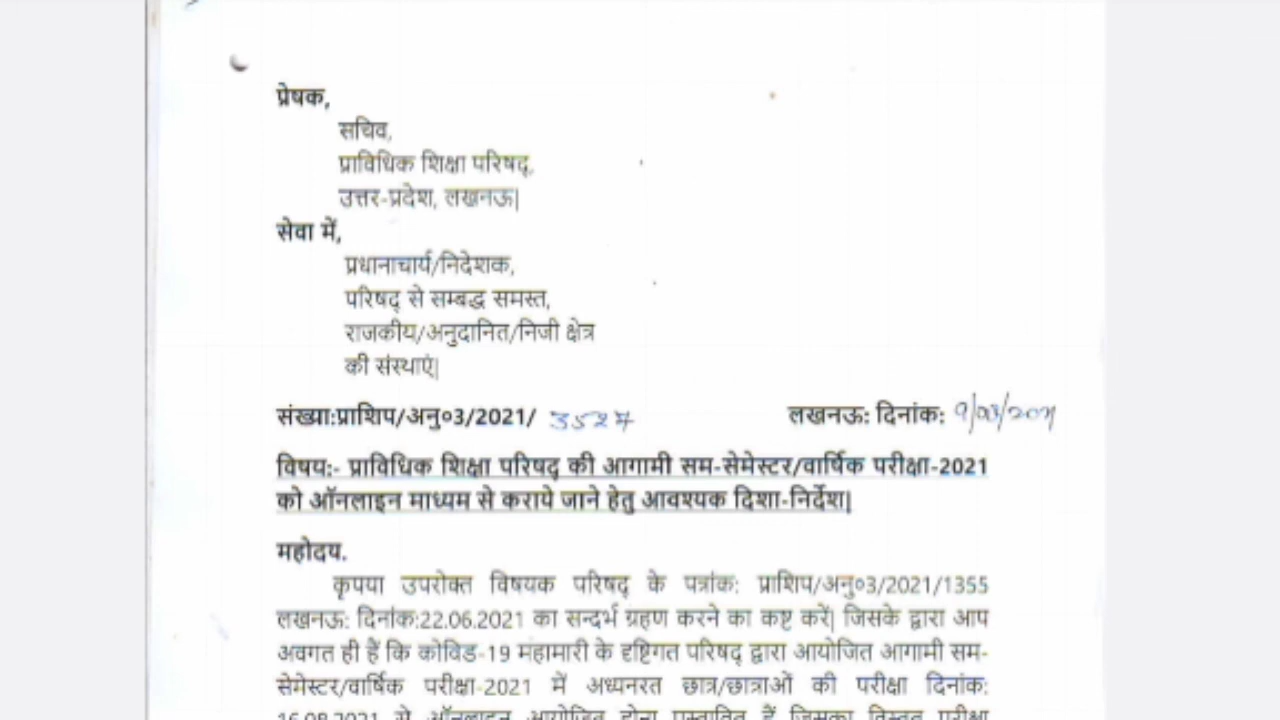 प्रेषक,
सचिव,
प्राविधिक शिक्षा परिषद्,
उत्तर-प्रदेश, लखनऊ|
सेवा में,
प्रधानाचार्य/निदेशक,
परिषद् से सम्बद्ध समस्त,
राजकीय/अनुदानित/निजी क्षेत्र
की संस्थाएं|
संख्या:प्राशिप/अनु०3/2021/ 3527 लखनऊ: दिनांक:
विषय:- प्राविधिक शिक्षा परिषद् की आगामी सम-सेमेस्टर/वार्षिक परीक्षा-2021
को ऑनलाइन माध्यम से कराये जाने हेतु आवश्यक दिशा-निर्देश|
महोदय.
कृपया उपरोक्त विषयक परिषद् के पत्रांक: प्राशिप/अनु०3/2021/1355
लखनऊ: दिनांक:22.06.2021 का सन्दर्भ ग्रहण करने का कष्ट करें| जिसके द्वारा आप
अवगत ही हैं कि कोविड-19 महामारी के दृष्टिगत परिषद् द्वारा आयोजित आगामी सम-
सेमेस्टर/वार्षिक परीक्षा-2021 में अध्यनरत छात्र/छात्राओं की परीक्षा दिनांक: